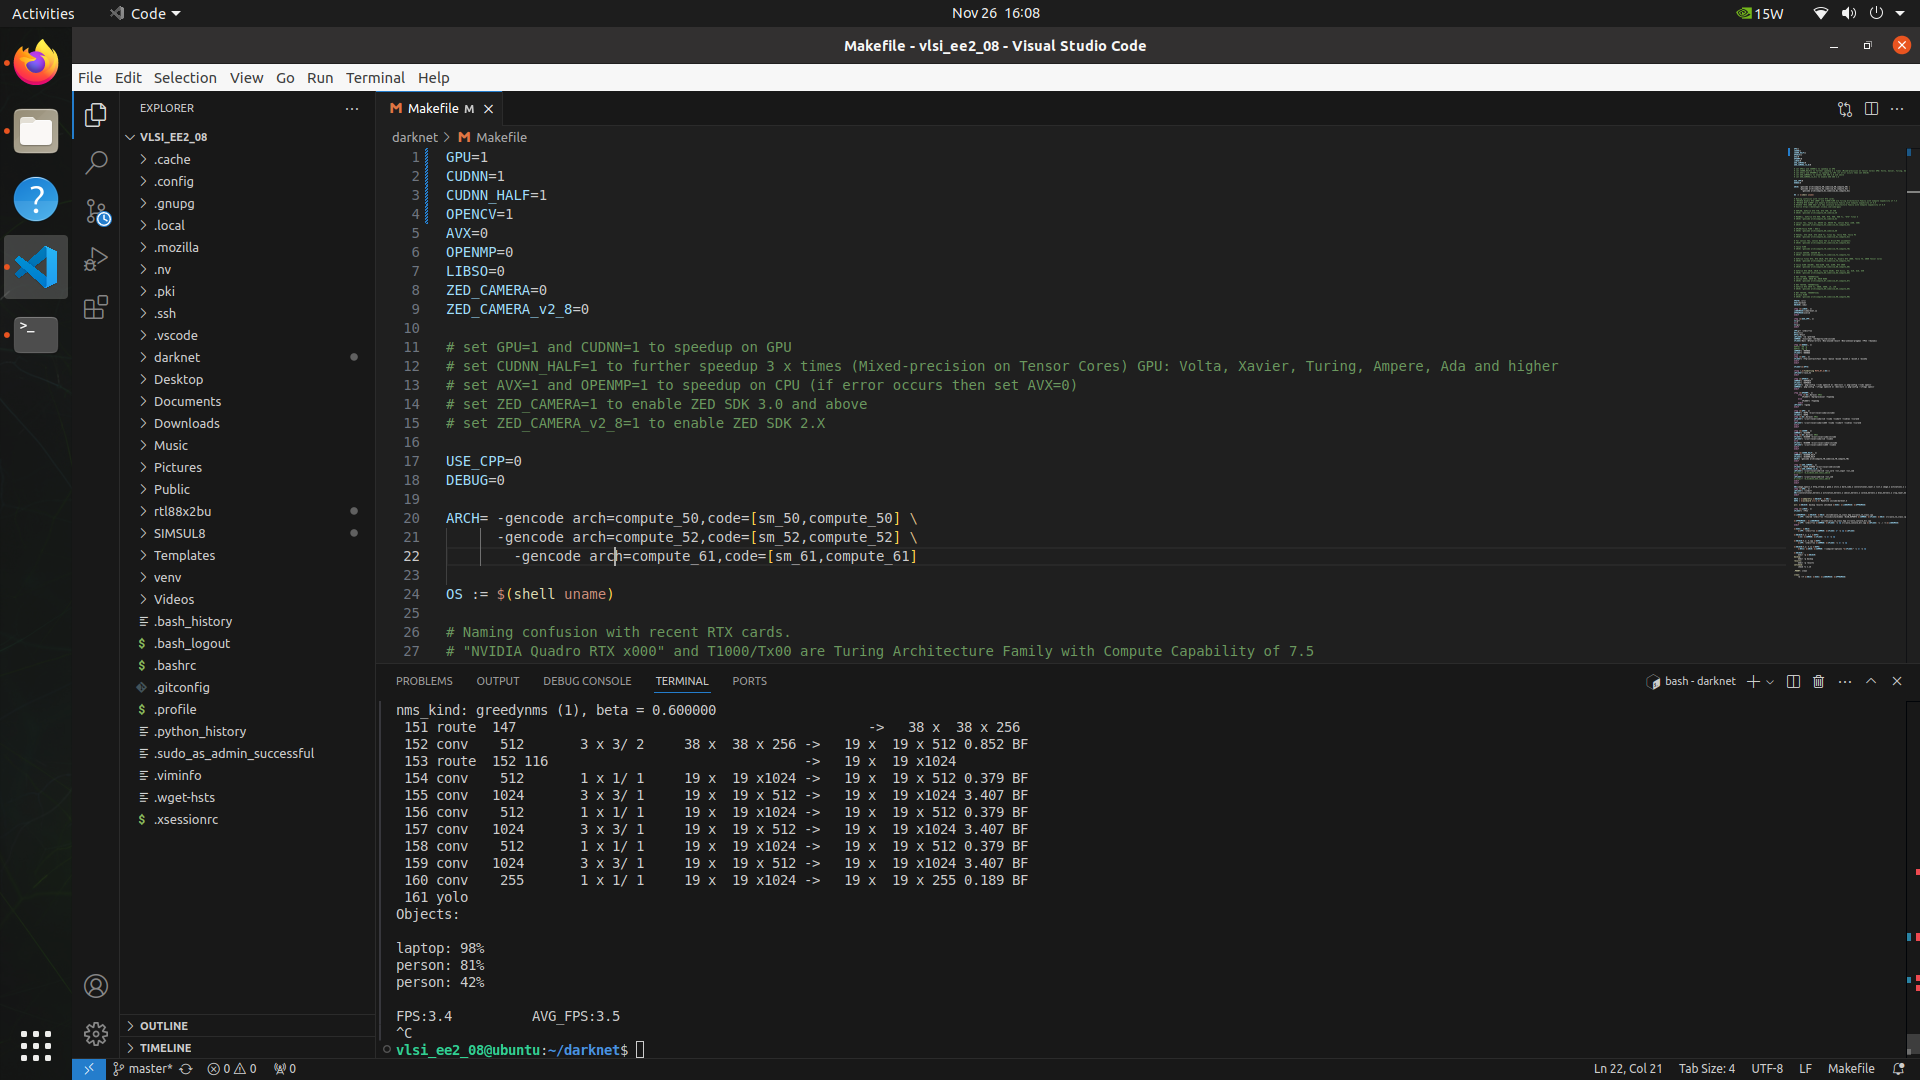 Activities
Code
Nov 26 16:08
15W
Makefile - vlsi_ee2_08 - Visual Studio Code
File Edit Selection View Go Run Terminal Help
EXPLORER
VLSI_EE2_08
.cache
.config
.gnupg
.local
.mozilla
.nv
.pki
.ssh
.vscode
darknet
Desktop
Documents
Downloads
Music
Pictures
Public
rtl88x2bu
SIMSUL8
Templates
venv
Videos
.bash_history
.bash_logout
.bashrc
.gitconfig
.profile
.python_history
.sudo_as_admin_successful
.viminfo
.wget-hsts
.xsessionrc
OUTLINE
TIMELINE
Makefile M
darknet > Makefile
1 GPU=1
2 CUDNN=1
3 CUDNN_HALF=1
4 OPENCV=1
5 AVX=0
6 OPENMP=0
7 LIBSO=0
8 ZED_CAMERA=0
9 ZED_CAMERA_v2_8=0
10
11 # set GPU=1 and CUDNN=1 to speedup on GPU
12 # set CUDNN_HALF=1 to further speedup 3 x times (Mixed-precision on Tensor Cores) GPU: Volta, Xavier, Turing, Ampere, Ada and higher
13 # set AVX=1 and OPENMP=1 to speedup on CPU (if error occurs then set AVX=0)
14 # set ZED_CAMERA=1 to enable ZED SDK 3.0 and above
15 # set ZED_CAMERA_v2_8=1 to enable ZED SDK 2.X
16
17 USE_CPP=0
18 DEBUG=0
19
20 ARCH= -gencode arch=compute_50,code=[sm_50,compute_50] \
21 -gencode arch=compute_52,code=[sm_52,compute_52] \
22 -gencode arch=compute_61,code=[sm_61,compute_61]
23
24 OS := $(shell uname)
25
26 # Naming confusion with recent RTX cards.
27 # "NVIDIA Quadro RTX x000" and T1000/Tx00 are Turing Architecture Family with Compute Capability of 7.5
PROBLEMS OUTPUT DEBUG CONSOLE TERMINAL PORTS
bash - darknet
nms_kind: greedynms (1), beta = 0.600000
151 route 147 -> 38 x 38 x 256
152 conv 512 3 x 3/ 2 38 x 38 x 256 -> 19 x 19 x 512 0.852 BF
153 route 152 116 -> 19 x 19 x1024
154 conv 512 1 x 1/ 1 19 x 19 x1024 -> 19 x 19 x 512 0.379 BF
155 conv 1024 3 x 3/ 1 19 x 19 x 512 -> 19 x 19 x1024 3.407 BF
156 conv 512 1 x 1/ 1 19 x 19 x1024 -> 19 x 19 x 512 0.379 BF
157 conv 1024 3 x 3/ 1 19 x 19 x 512 -> 19 x 19 x1024 3.407 BF
158 conv 512 1 x 1/ 1 19 x 19 x1024 -> 19 x 19 x 512 0.379 BF
159 conv 1024 3 x 3/ 1 19 x 19 x 512 -> 19 x 19 x1024 3.407 BF
160 conv 255 1 x 1/ 1 19 x 19 x1024 -> 19 x 19 x 255 0.189 BF
161 yolo
Objects:
laptop: 98%
person: 81%
person: 42%
FPS:3.4 AVG_FPS:3.5
^C
vlsi_ee2_08@ubuntu:~/darknet$
master* 0 0 0
Ln 22, Col 21 Tab Size: 4 UTF-8 LF Makefile